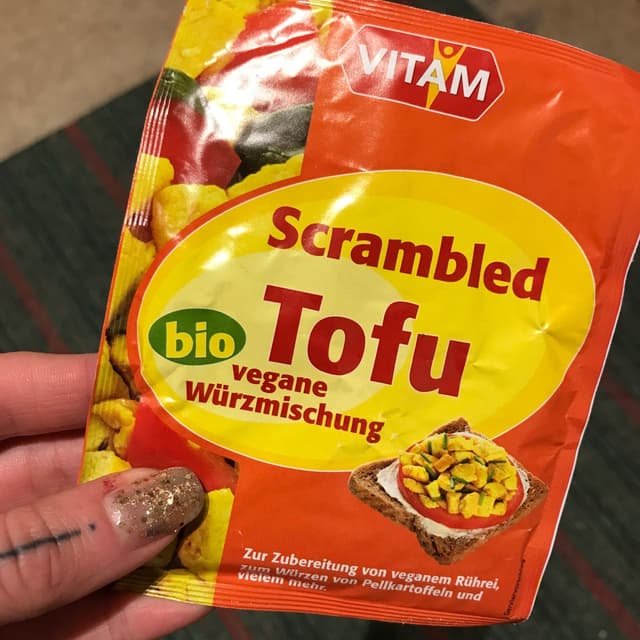 VITAM
Scrambled
Tofu
bio
vegane
Würzmischung
Zur Zubereitung von veganem Rührei,
zum Würzen von Pellkartoffeln und
vielem mehr.